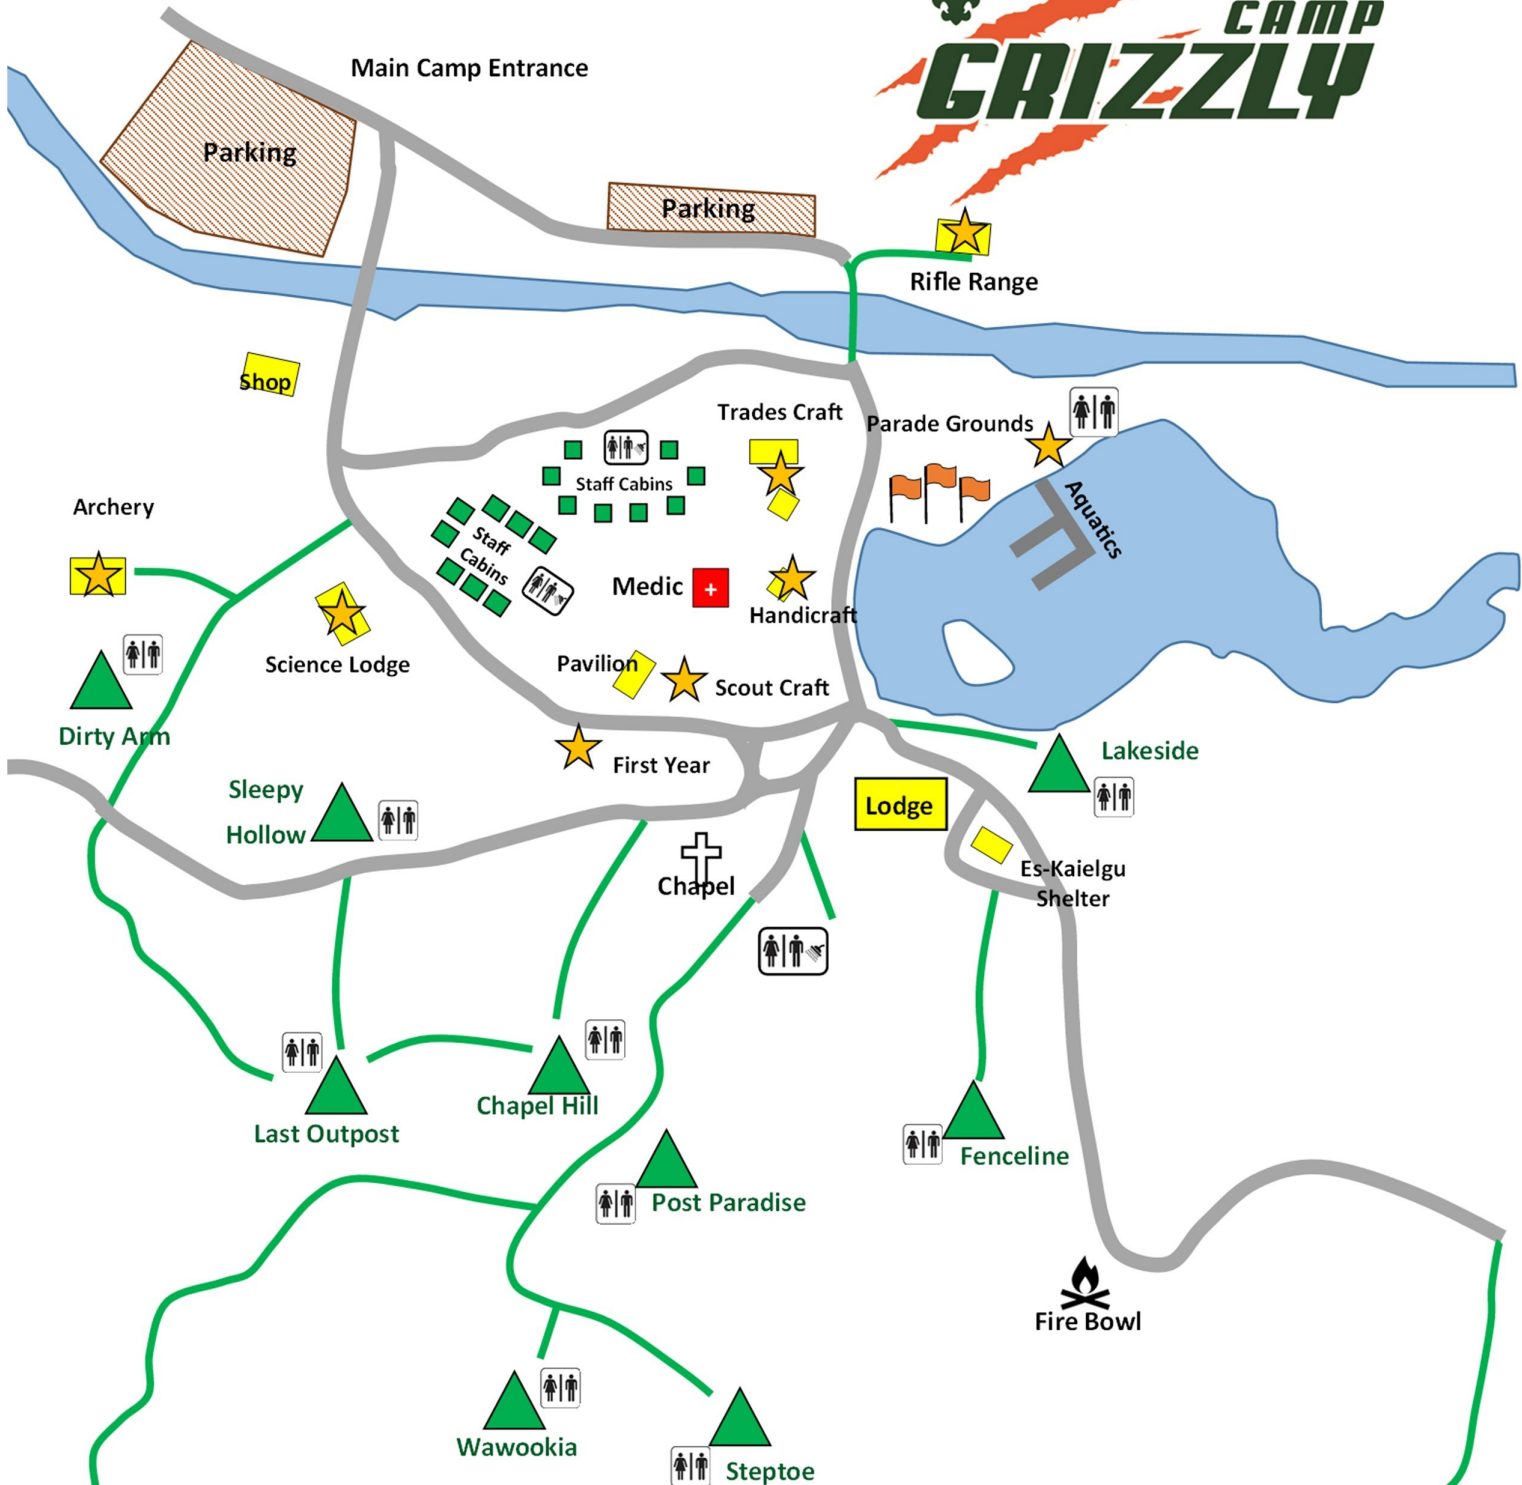 CAMP
GRIZZLY
Main Camp Entrance
Parking
Parking
Rifle Range
Shop
Trades Craft
Parade Grounds
Staff Cabins
Aquatics
Archery
Staff
Cabins
Medic
+
Handicraft
Science Lodge
Pavilion
Scout Craft
Dirty Arm
First Year
Lakeside
Sleepy
Hollow
Lodge
Chapel
Es-Kaielgu
Shelter
Chapel Hill
Last Outpost
Fenceline
Post Paradise
Fire Bowl
Wawookia
Steptoe